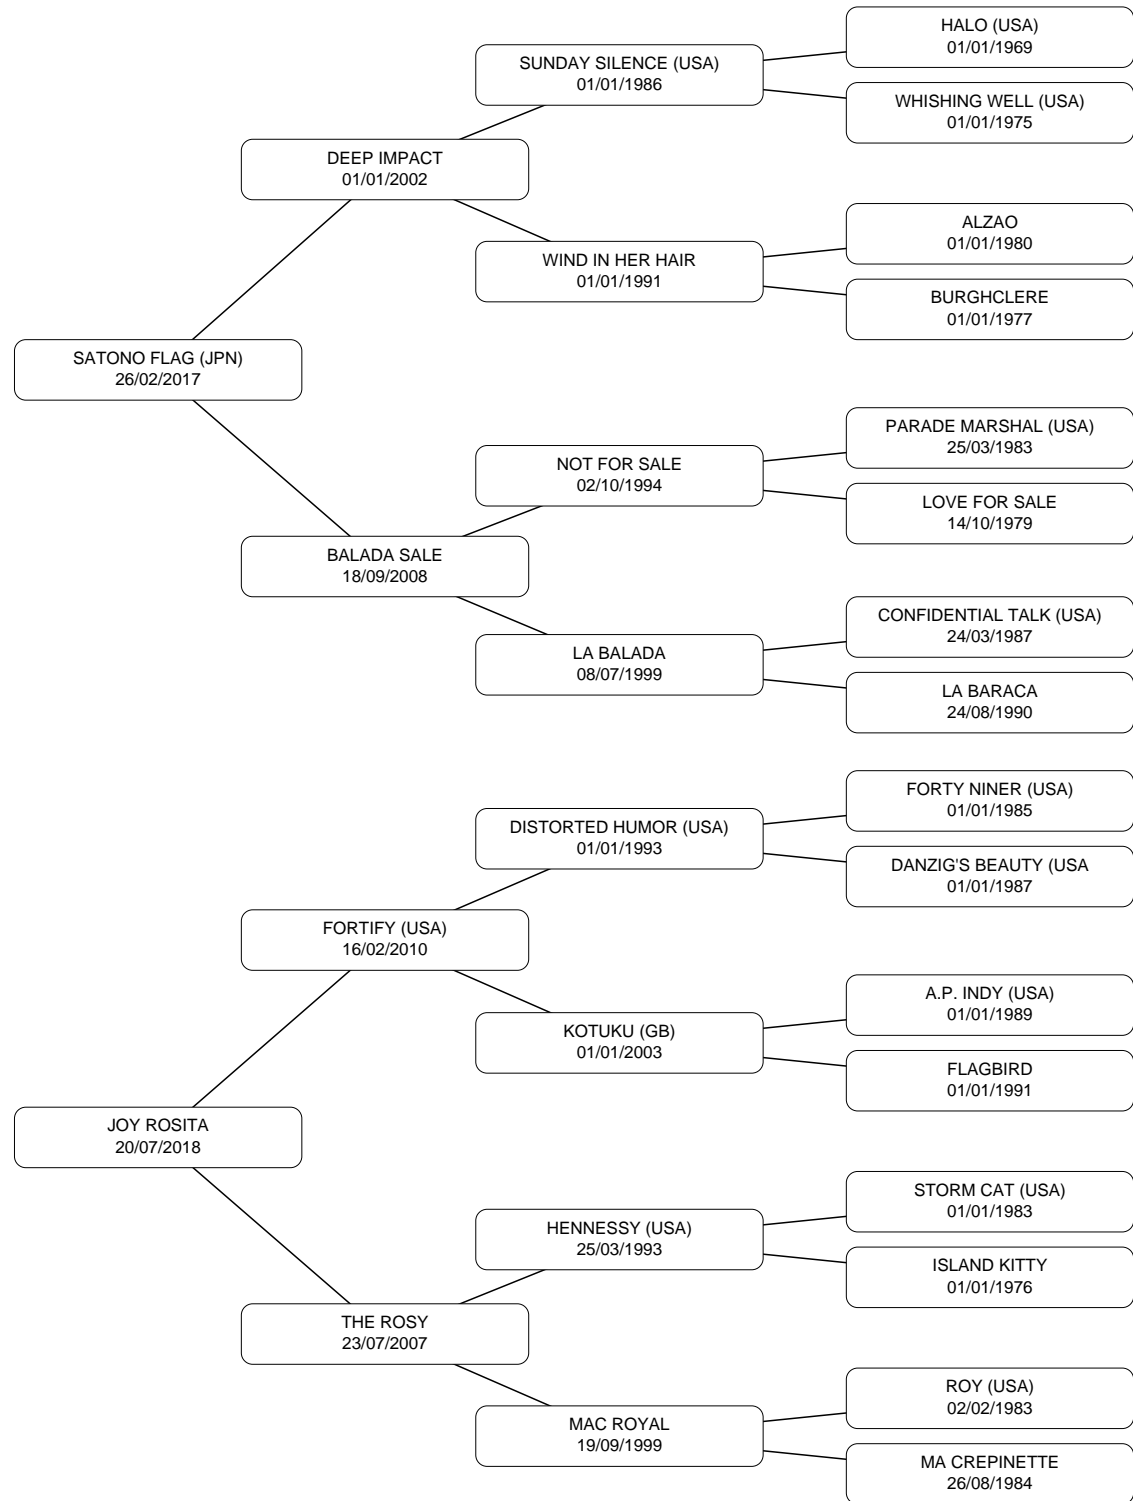 HALO (USA)
01/01/1969
SUNDAY SILENCE (USA)
01/01/1986
WHISHING WELL (USA)
01/01/1975
DEEP IMPACT
01/01/2002
ALZAO
01/01/1980
WIND IN HER HAIR
01/01/1991
BURGHCLERE
01/01/1977
SATONO FLAG (JPN)
26/02/2017
PARADE MARSHAL (USA)
25/03/1983
NOT FOR SALE
02/10/1994
LOVE FOR SALE
14/10/1979
BALADA SALE
18/09/2008
CONFIDENTIAL TALK (USA)
24/03/1987
LA BALADA
08/07/1999
LA BARACA
24/08/1990
FORTY NINER (USA)
01/01/1985
DISTORTED HUMOR (USA)
01/01/1993
DANZIG'S BEAUTY (USA
01/01/1987
FORTIFY (USA)
16/02/2010
A.P. INDY (USA)
01/01/1989
KOTUKU (GB)
01/01/2003
FLAGBIRD
01/01/1991
JOY ROSITA
20/07/2018
STORM CAT (USA)
01/01/1983
HENNESSY (USA)
25/03/1993
ISLAND KITTY
01/01/1976
THE ROSY
23/07/2007
ROY (USA)
02/02/1983
MAC ROYAL
19/09/1999
MA CREPINETTE
26/08/1984